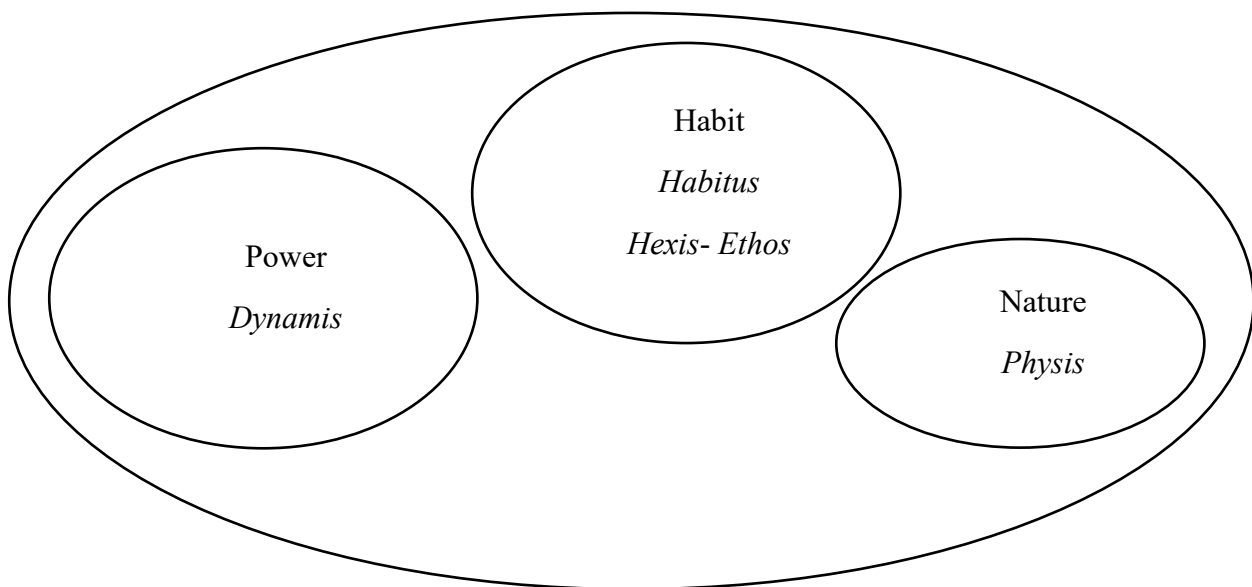 Habit
Habitus
Hexis- Ethos
Power
Dynamis
Nature
Physis